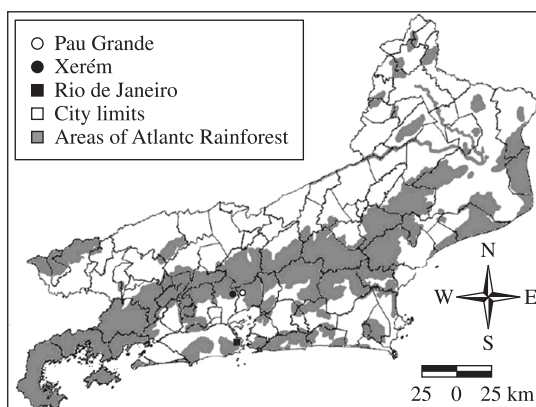 Pau Grande
Xerém
Rio de Janeiro
City limits
Areas of Atlantc Rainforest
N
W E
S
25 0 25 km